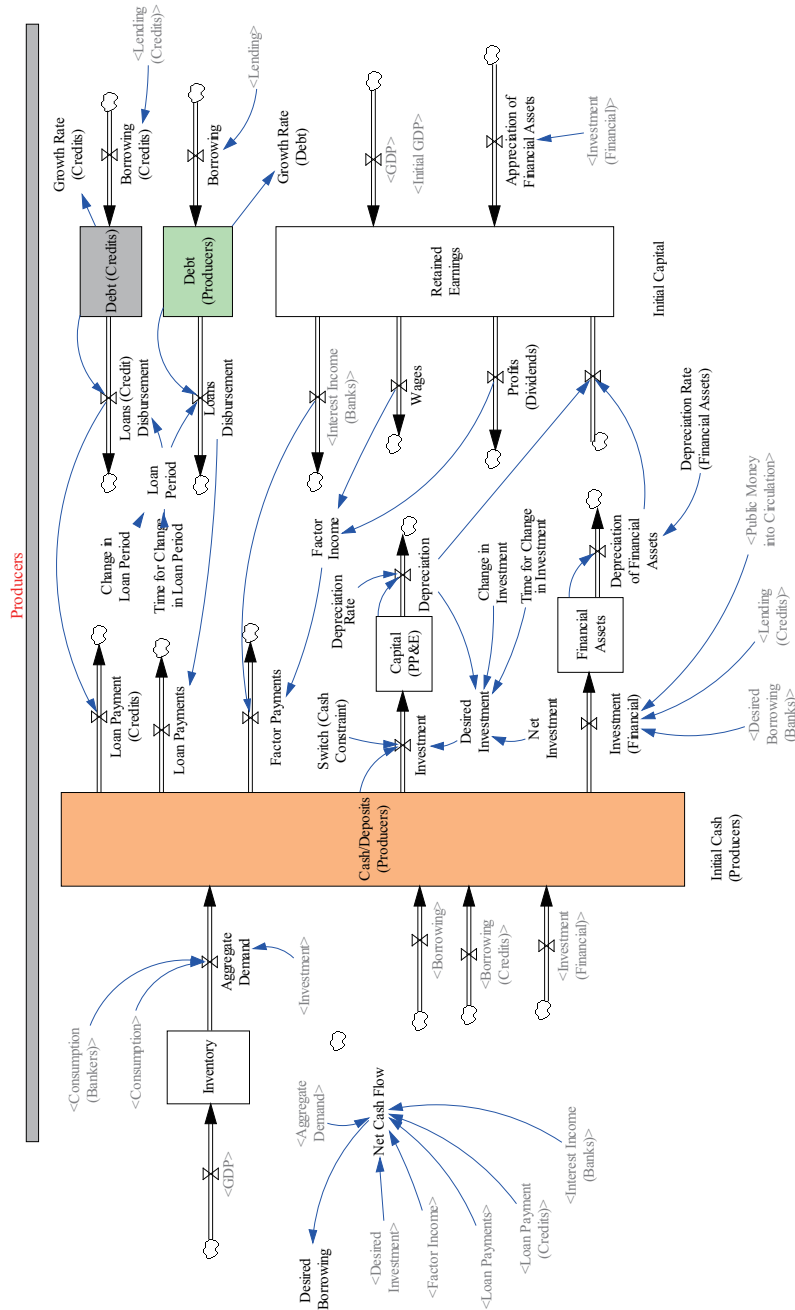 Producers
<Lending
(Credits)>
Growth Rate
(Credits)
Borrowing
(Credits)
<Lending>
Borrowing
Growth Rate
(Debt)
Debt (Credits)
Debt
(Producers)
Loans (Credit)
Disbursement
Loans
Disbursement
Loan
Period
Change in
Loan Period
Time for Change
in Loan Period
Loan Payment
(Credits)
Loan Payments
Factor Payments
<GDP>
<Initial GDP>
Appreciation of
Financial Assets
<Investment
(Financial)>
Retained
Earnings
Initial Capital
<Interest Income
(Banks)>
Wages
Profits
(Dividends)
Factor
Income
Depreciation
Rate
Depreciation
Capital
(PP&E)
Switch (Cash
Constraint)
Investment
Desired
Investment
Change in
Investment
Time for Change
in Investment
Net
Investment
Depreciation Rate
(Financial Assets)
Depreciation
of Financial
Assets
Financial
Assets
Investment
(Financial)
<Public Money
into Circulation>
<Lending
(Credits)>
<Desired
Borrowing
(Banks)>
Cash/Deposits
(Producers)
Initial Cash
(Producers)
<Consumption
(Bankers)>
<Consumption>
Aggregate
Demand
<Investment>
Inventory
<GDP>
<Borrowing>
<Borrowing
(Credits)>
<Investment
(Financial)>
<Aggregate
Demand>
Net Cash Flow
Desired
Borrowing
<Desired
Investment>
<Factor Income>
<Loan Payments>
<Loan Payment
(Credits)>
<Interest Income
(Banks)>